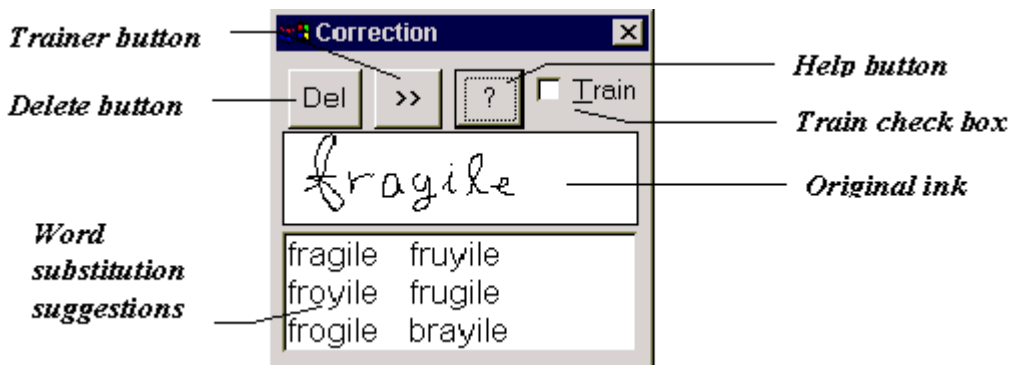 Trainer button
Correction
Delete button
Del >> ? Train
Help button
Train check box
fragile
Original ink
Word
substitution
suggestions
fragile fruyile
froyile frugile
frogile brayile